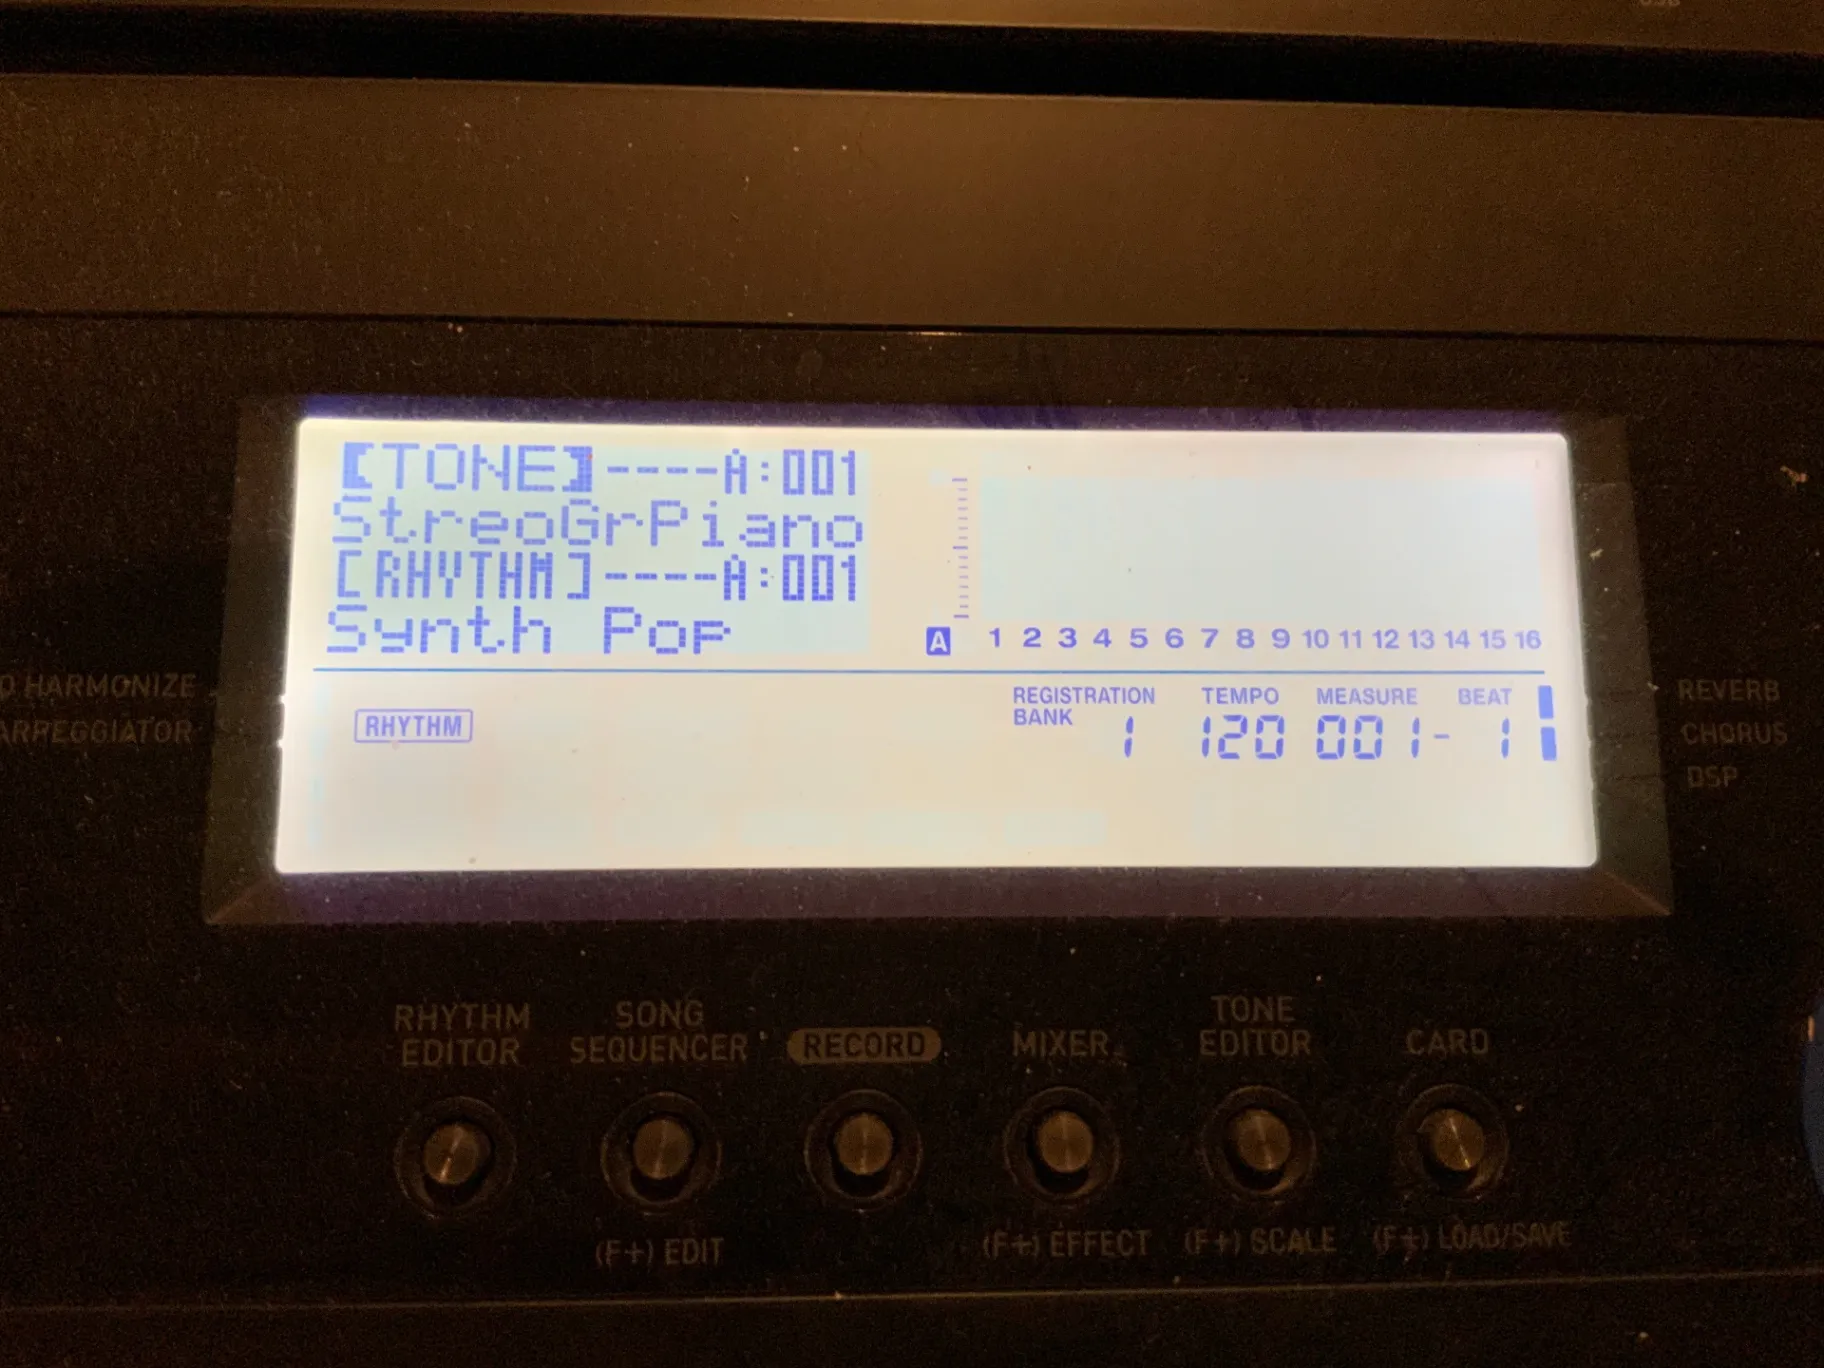 【TONE】----A:001
StreoGrPiano
[RHYTHM]----A:001
Synth Pop
A 1 2 3 4 5 6 7 8 9 10 11 12 13 14 15 16
HARMONIZE
ARPEGGIATOR
RHYTHM
REGISTRATION BANK 1
TEMPO 120
MEASURE 001-
BEAT 1
REVERB
CHORUS
DSP
RHYTHM EDITOR
SONG SEQUENCER
RECORD
MIXER
TONE EDITOR
CARD
(F+) EDIT
(F+) EFFECT
(F+) SCALE
(F+) LOAD/SAVE